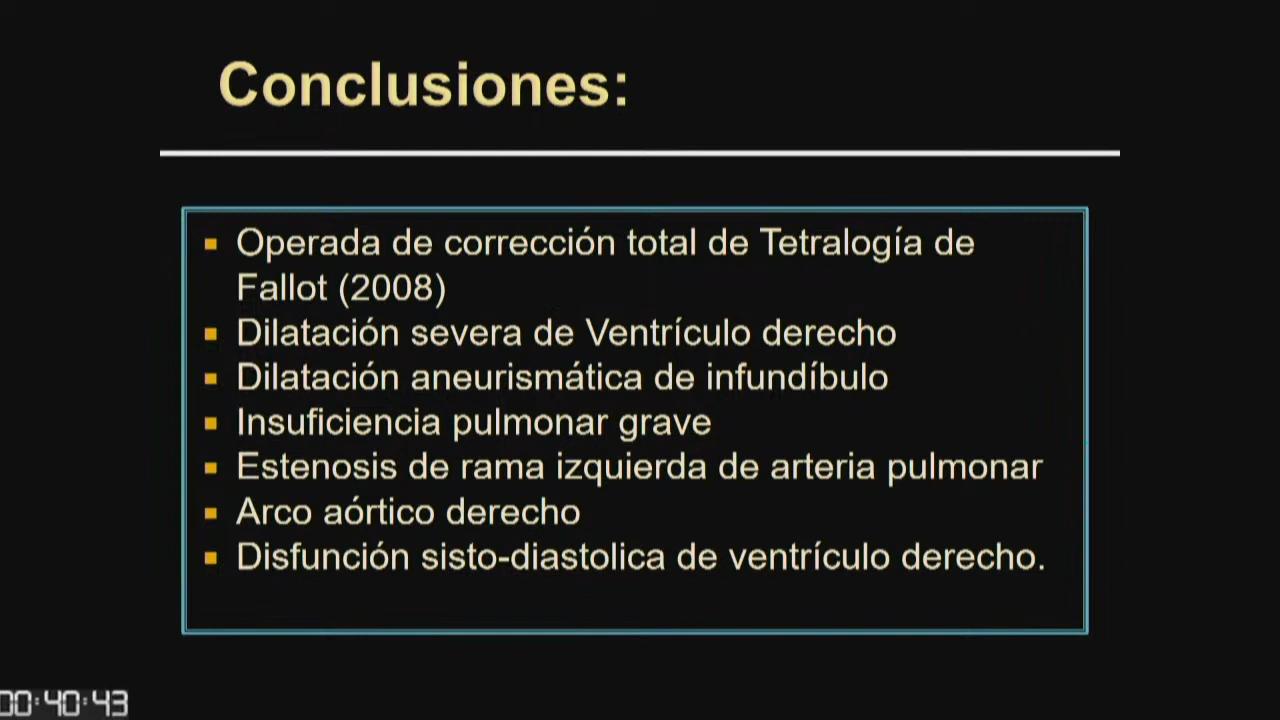 Conclusiones:
Operada de corrección total de Tetralogía de
Fallot (2008)
Dilatación severa de Ventrículo derecho
Dilatación aneurismática de infundíbulo
Insuficiencia pulmonar grave
Estenosis de rama izquierda de arteria pulmonar
Arco aórtico derecho
Disfunción sisto-diastolica de ventrículo derecho.
00:40:43